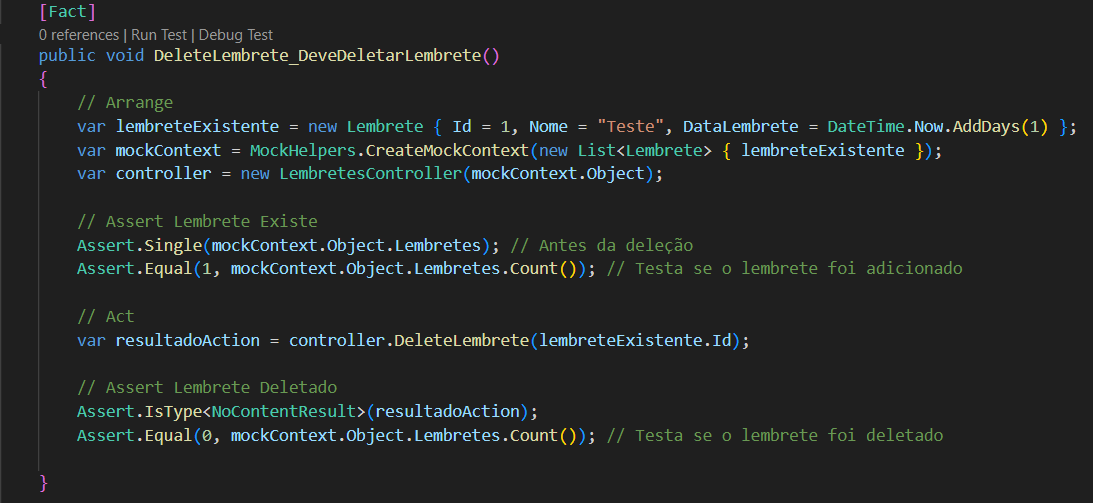 [Fact]
0 references | Run Test | Debug Test
public void DeleteLembrete_DeveDeletarLembrete()
{
    // Arrange
    var lembreteExistente = new Lembrete { Id = 1, Nome = "Teste", DataLembrete = DateTime.Now.AddDays(1) };
    var mockContext = MockHelpers.CreateMockContext(new List<Lembrete> { lembreteExistente });
    var controller = new LembretesController(mockContext.Object);

    // Assert Lembrete Existe
    Assert.Single(mockContext.Object.Lembretes); // Antes da deleção
    Assert.Equal(1, mockContext.Object.Lembretes.Count()); // Testa se o lembrete foi adicionado

    // Act
    var resultadoAction = controller.DeleteLembrete(lembreteExistente.Id);

    // Assert Lembrete Deletado
    Assert.IsType<NoContentResult>(resultadoAction);
    Assert.Equal(0, mockContext.Object.Lembretes.Count()); // Testa se o lembrete foi deletado

}